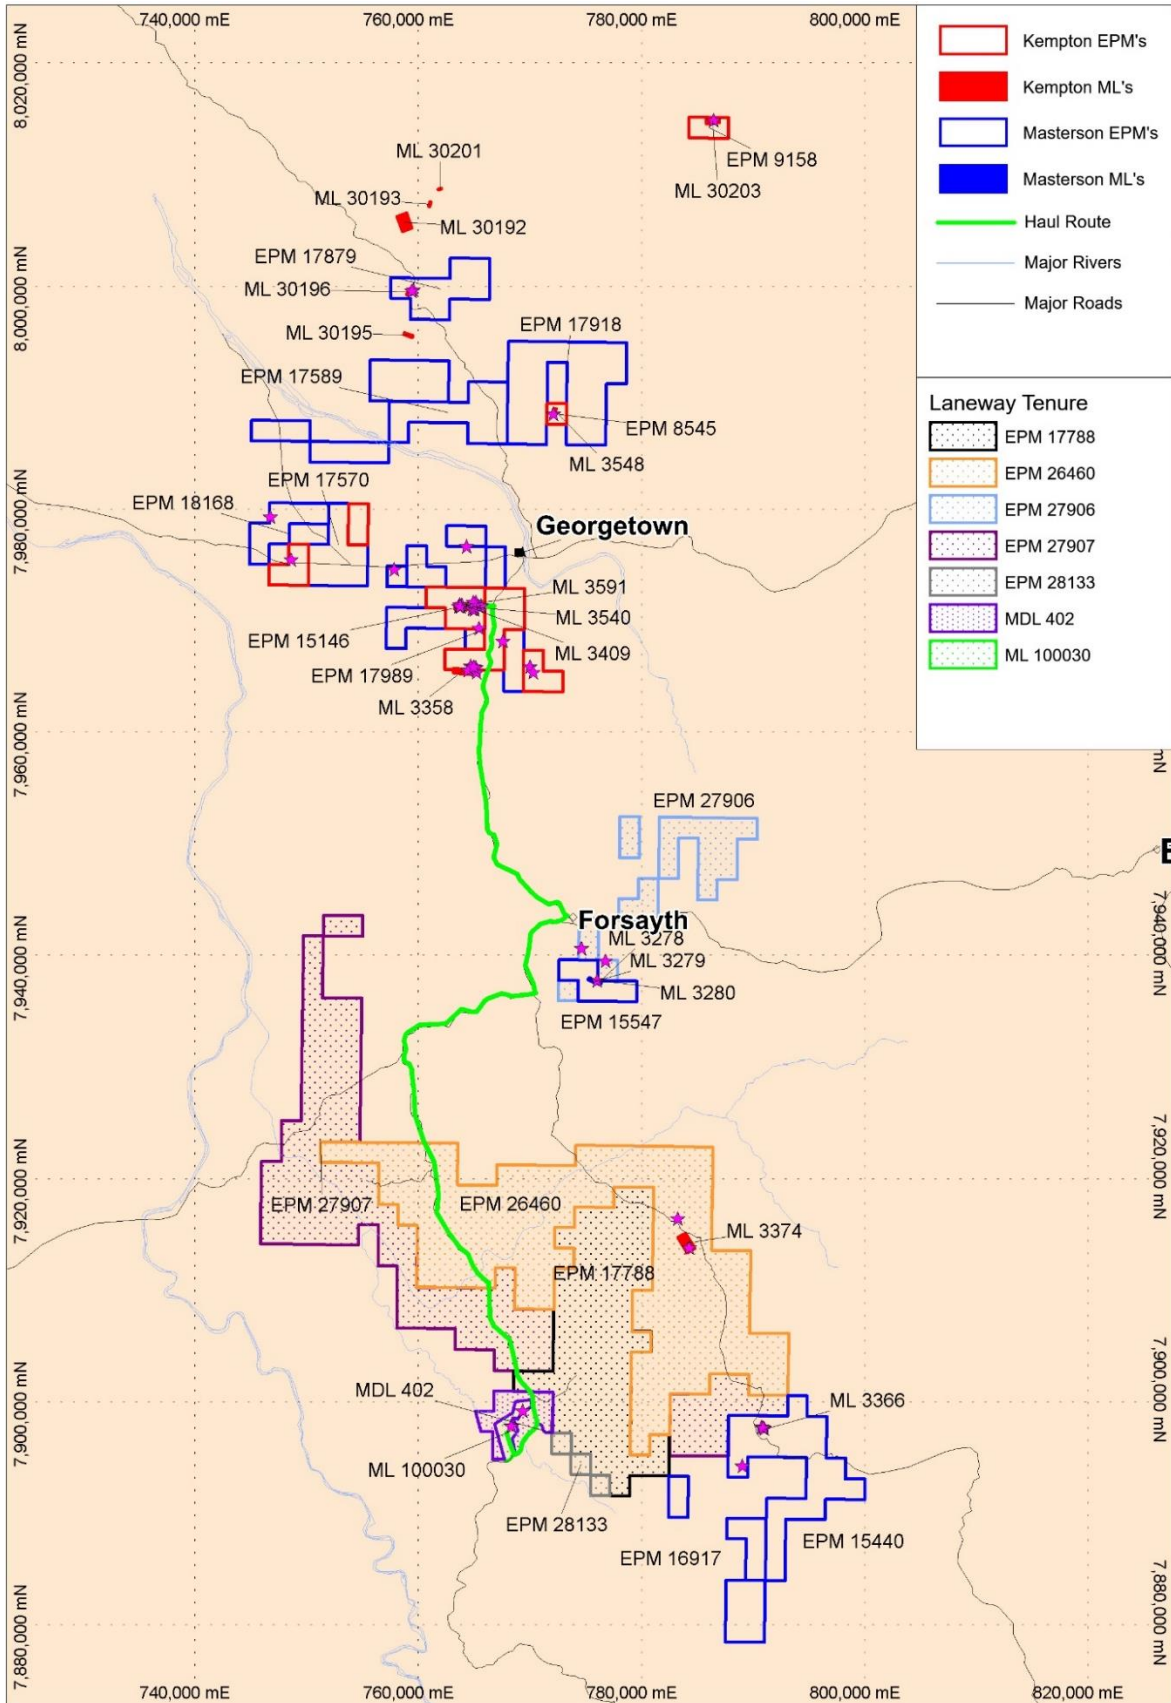 740,000 mE
760,000 mE
780,000 mE
800,000 mE
8,020,000 mN
Kempton EPM's
Kempton ML's
Masterson EPM's
Masterson ML's
Haul Route
Major Rivers
Major Roads
Laneway Tenure
EPM 17788
EPM 26460
EPM 27906
EPM 27907
EPM 28133
MDL 402
ML 100030
EPM 9158
ML 30203
ML 30201
ML 30193
ML 30192
EPM 17879
ML 30196
8,000,000 mN
ML 30195
EPM 17918
EPM 17589
EPM 8545
ML 3548
EPM 17570
EPM 18168
7,980,000 mN
Georgetown
ML 3591
ML 3540
EPM 15146
ML 3409
EPM 17989
ML 3358
7,960,000 mN
mN
EPM 27906
E
Forsayth
7,940,000 mN
7,940,000 mN
ML 3278
ML 3279
ML 3280
EPM 15547
7,920,000 mN
7,920,000 mN
EPM 27907
EPM 26460
ML 3374
EPM 17788
7,900,000 mN
7,900,000 mN
MDL 402
ML 3366
ML 100030
EPM 28133
EPM 16917
EPM 15440
7,880,000 mN
7,880,000 mN
740,000 mE
760,000 mE
780,000 mE
800,000 mE
820,000 mE